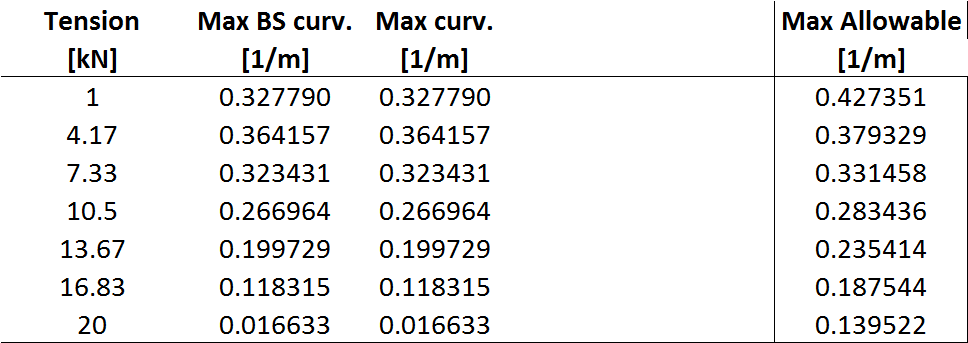 Tension Max BS curv. Max curv. Max Allowable
[kN] [1/m] [1/m] [1/m]
1 0.327790 0.327790 0.427351
4.17 0.364157 0.364157 0.379329
7.33 0.323431 0.323431 0.331458
10.5 0.266964 0.266964 0.283436
13.67 0.199729 0.199729 0.235414
16.83 0.118315 0.118315 0.187544
20 0.016633 0.016633 0.139522